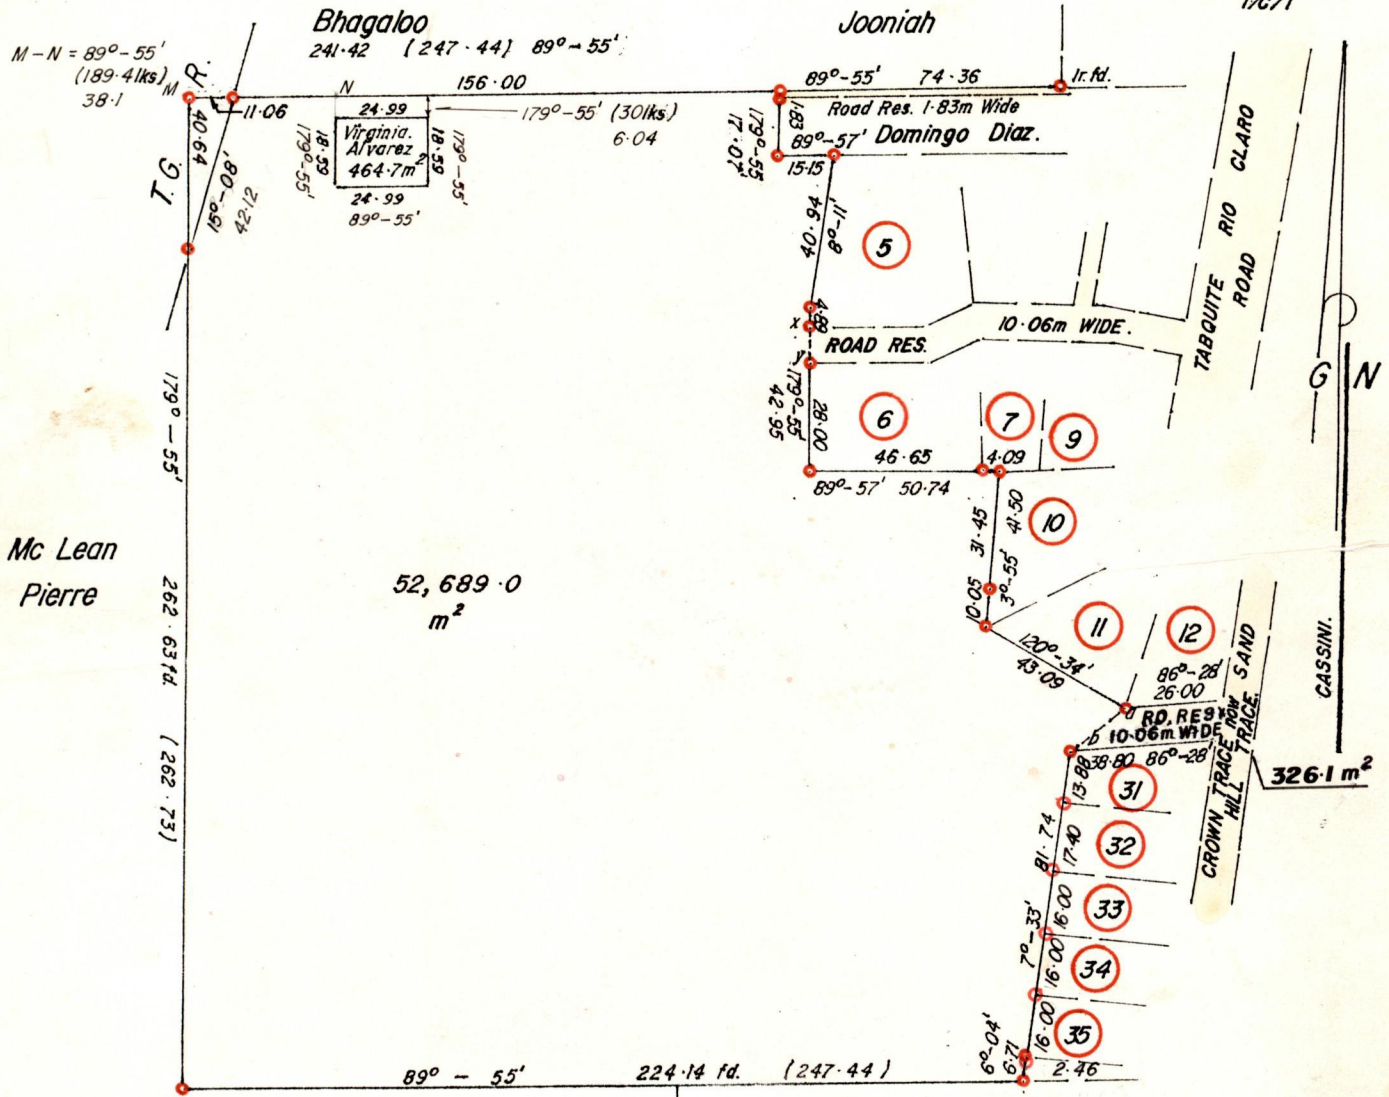 Bhagaloo
Jooniah
M-N = 89°-55'
(189.4lks)
38.1
241.42 (247.44) 89°-55'
M
R.
N
156.00
89°-55' 74.36
Ir. fd.
11.06
40.64
24.99
179°-55' (30lks)
6.04
1.83
Road Res. 1.83m Wide
Virginia.
Alvarez
464.7m²
18.59
179°-55'
18.59
179°-55'
24.99
89°-55'
179°-55'
17.07
89°-57'
Domingo Diaz.
15.15
T. G.
15°-08'
42.12
40.94
8°-11'
5
TABQUITE RIO CLARO
ROAD
4.89
X
10.06m WIDE.
ROAD RES.
Y
G N
179°-55'
179°-55'
42.95
28.00
6
7
9
46.65
4.09
89°-57' 50.74
31.45
41.50
10
Mc Lean
Pierre
52,689.0
m²
262.63fd. (262.73)
10.05
3°-55'
11
12
120°-34'
43.09
86°-28'
26.00
CASSINI.
a
RD. RES
b
10.06m WIDE
38.80 86°-28'
CROWN TRACE NOW SAND
HILL TRACE.
326.1 m²
13.88
31
81.74
17.40
32
16.00
33
7°-33'
16.00
34
16.00
35
6°-04'
6.71
2.46
89° - 55'
224.14 fd. (247.44)